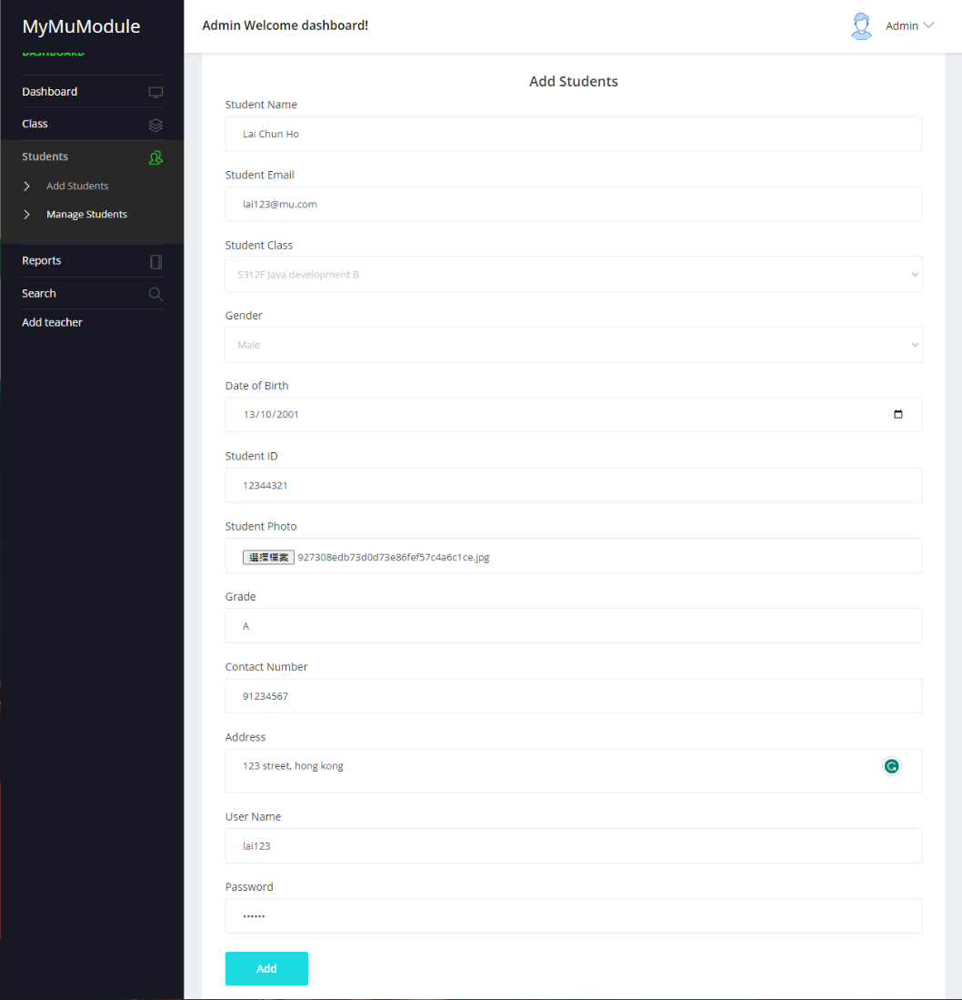 MyMuModule
Admin Welcome dashboard!
Admin
DASHBOARD
Dashboard
Class
Students
Add Students
Manage Students
Reports
Search
Add teacher
Add Students
Student Name
Lai Chun Ho
Student Email
lai123@mu.com
Student Class
S312F Java development B
Gender
Male
Date of Birth
13/10/2001
Student ID
12344321
Student Photo
選擇檔案 927308edb73d0d73e86fef57c4a6c1ce.jpg
Grade
A
Contact Number
91234567
Address
123 street, hong kong
User Name
lai123
Password
••••••
Add